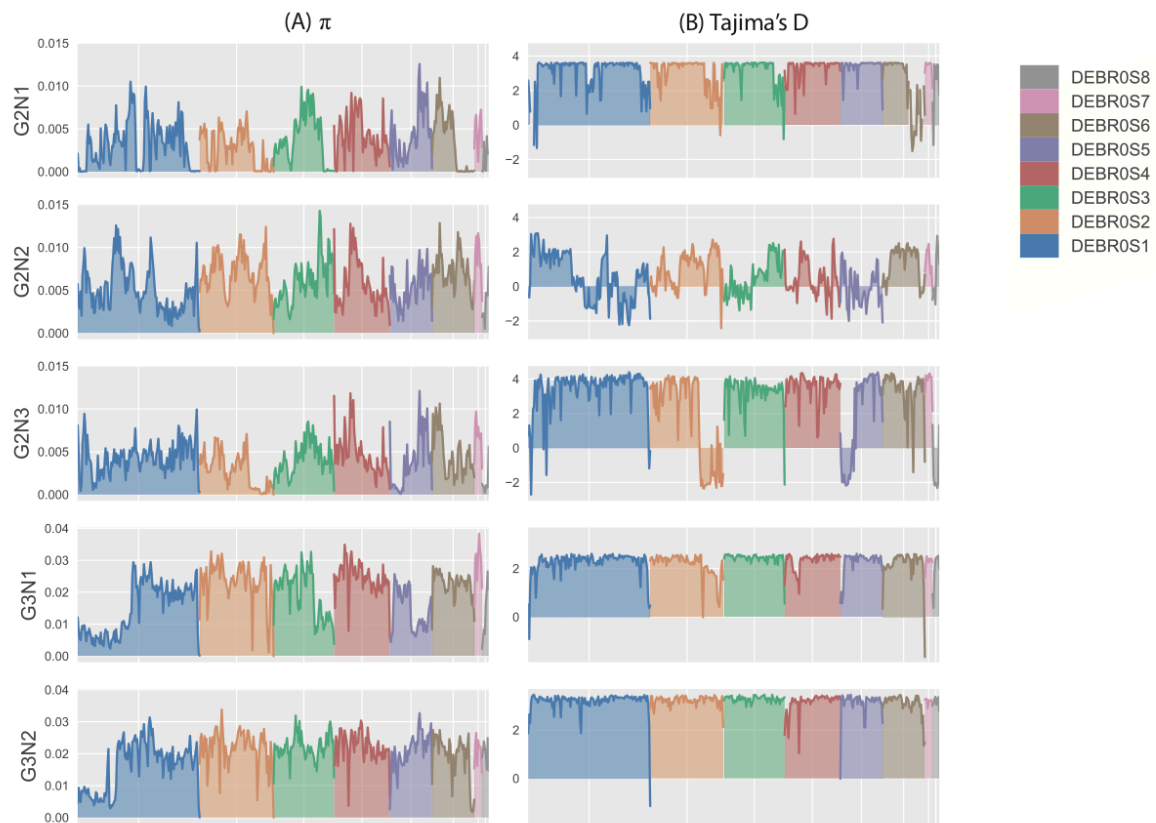 (A) π
(B) Tajima's D
G2N1
0.015
0.010
0.005
0.000
4
2
0
−2
DEBR0S8
DEBR0S7
DEBR0S6
DEBR0S5
DEBR0S4
DEBR0S3
DEBR0S2
DEBR0S1
G2N2
0.015
0.010
0.005
0.000
4
2
0
−2
G2N3
0.015
0.010
0.005
0.000
4
2
0
−2
G3N1
0.04
0.03
0.02
0.01
0.00
2
0
G3N2
0.04
0.03
0.02
0.01
0.00
2
0